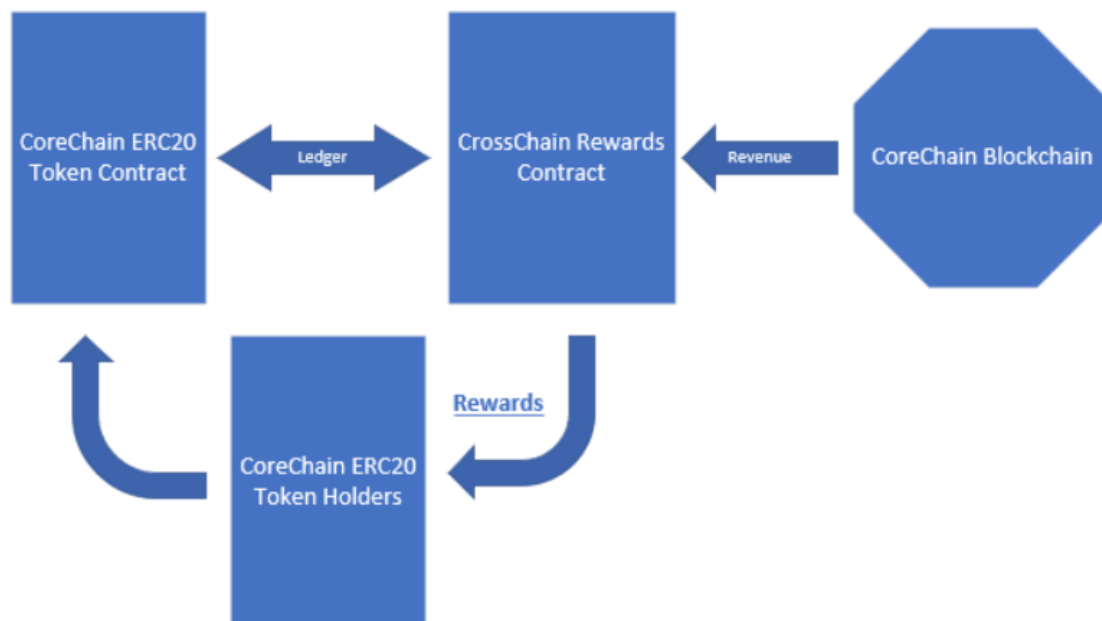 CoreChain ERC20
Token Contract
Ledger
CrossChain Rewards
Contract
Revenue
CoreChain Blockchain
Rewards
CoreChain ERC20
Token Holders